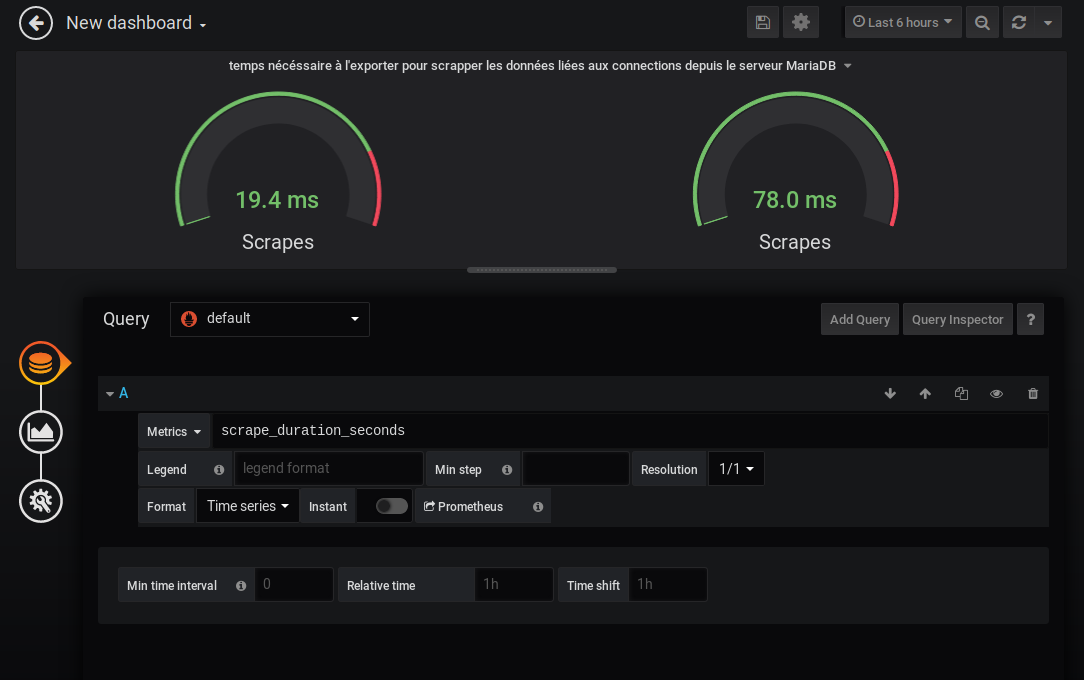 New dashboard
Last 6 hours
temps nécéssaire à l'exporter pour scrapper les données liées aux connections depuis le serveur MariaDB
19.4 ms
Scrapes
78.0 ms
Scrapes
Query
default
Add Query
Query Inspector
?
A
Metrics
scrape_duration_seconds
Legend
legend format
Min step
Resolution
1/1
Format
Time series
Instant
Prometheus
Min time interval
0
Relative time
1h
Time shift
1h